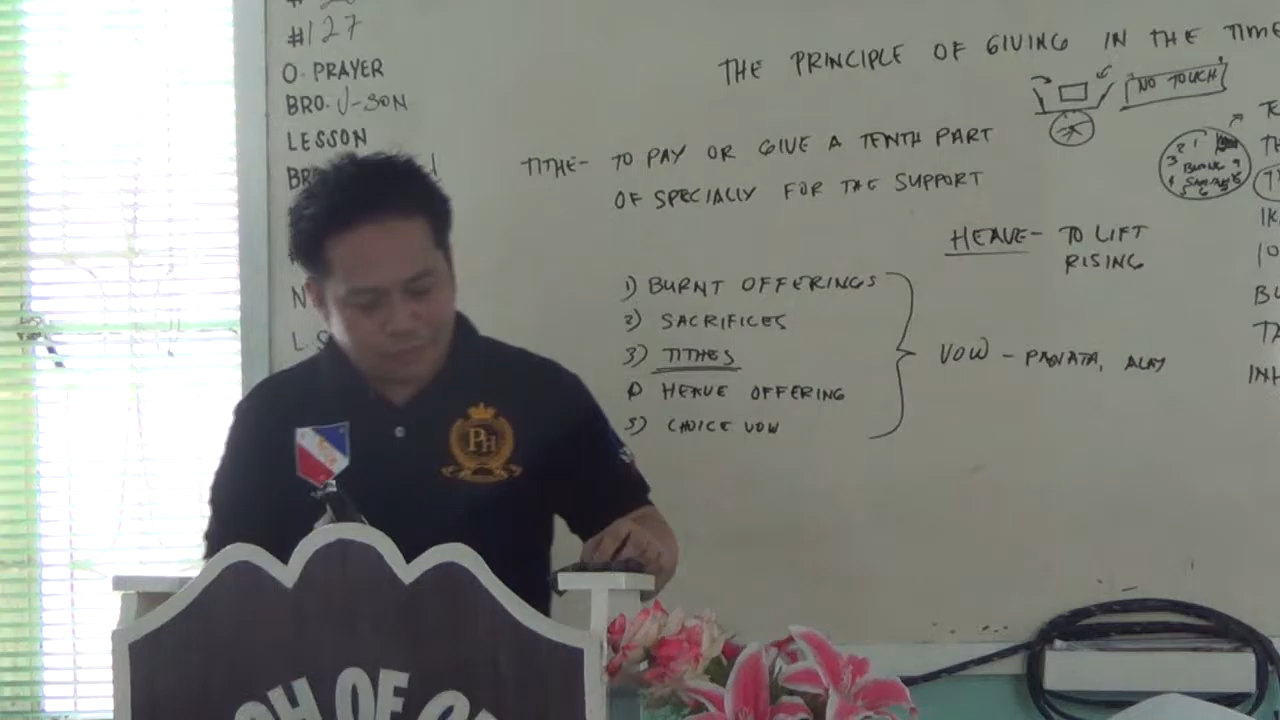 #127
O. PRAYER
BRO. J-SON
LESSON
THE PRINCIPLE OF GIVING IN THE TIME
NO TOUCH
TITHE- TO PAY OR GIVE A TENTH PART
OF SPECIALLY FOR THE SUPPORT
HEAVE- TO LIFT
RISING
1) BURNT OFFERINGS
2) SACRIFICES
3) TITHES
HEAVE OFFERING
5) CHOICE VOW
VOW - PANATA, ALAY
PH
OF